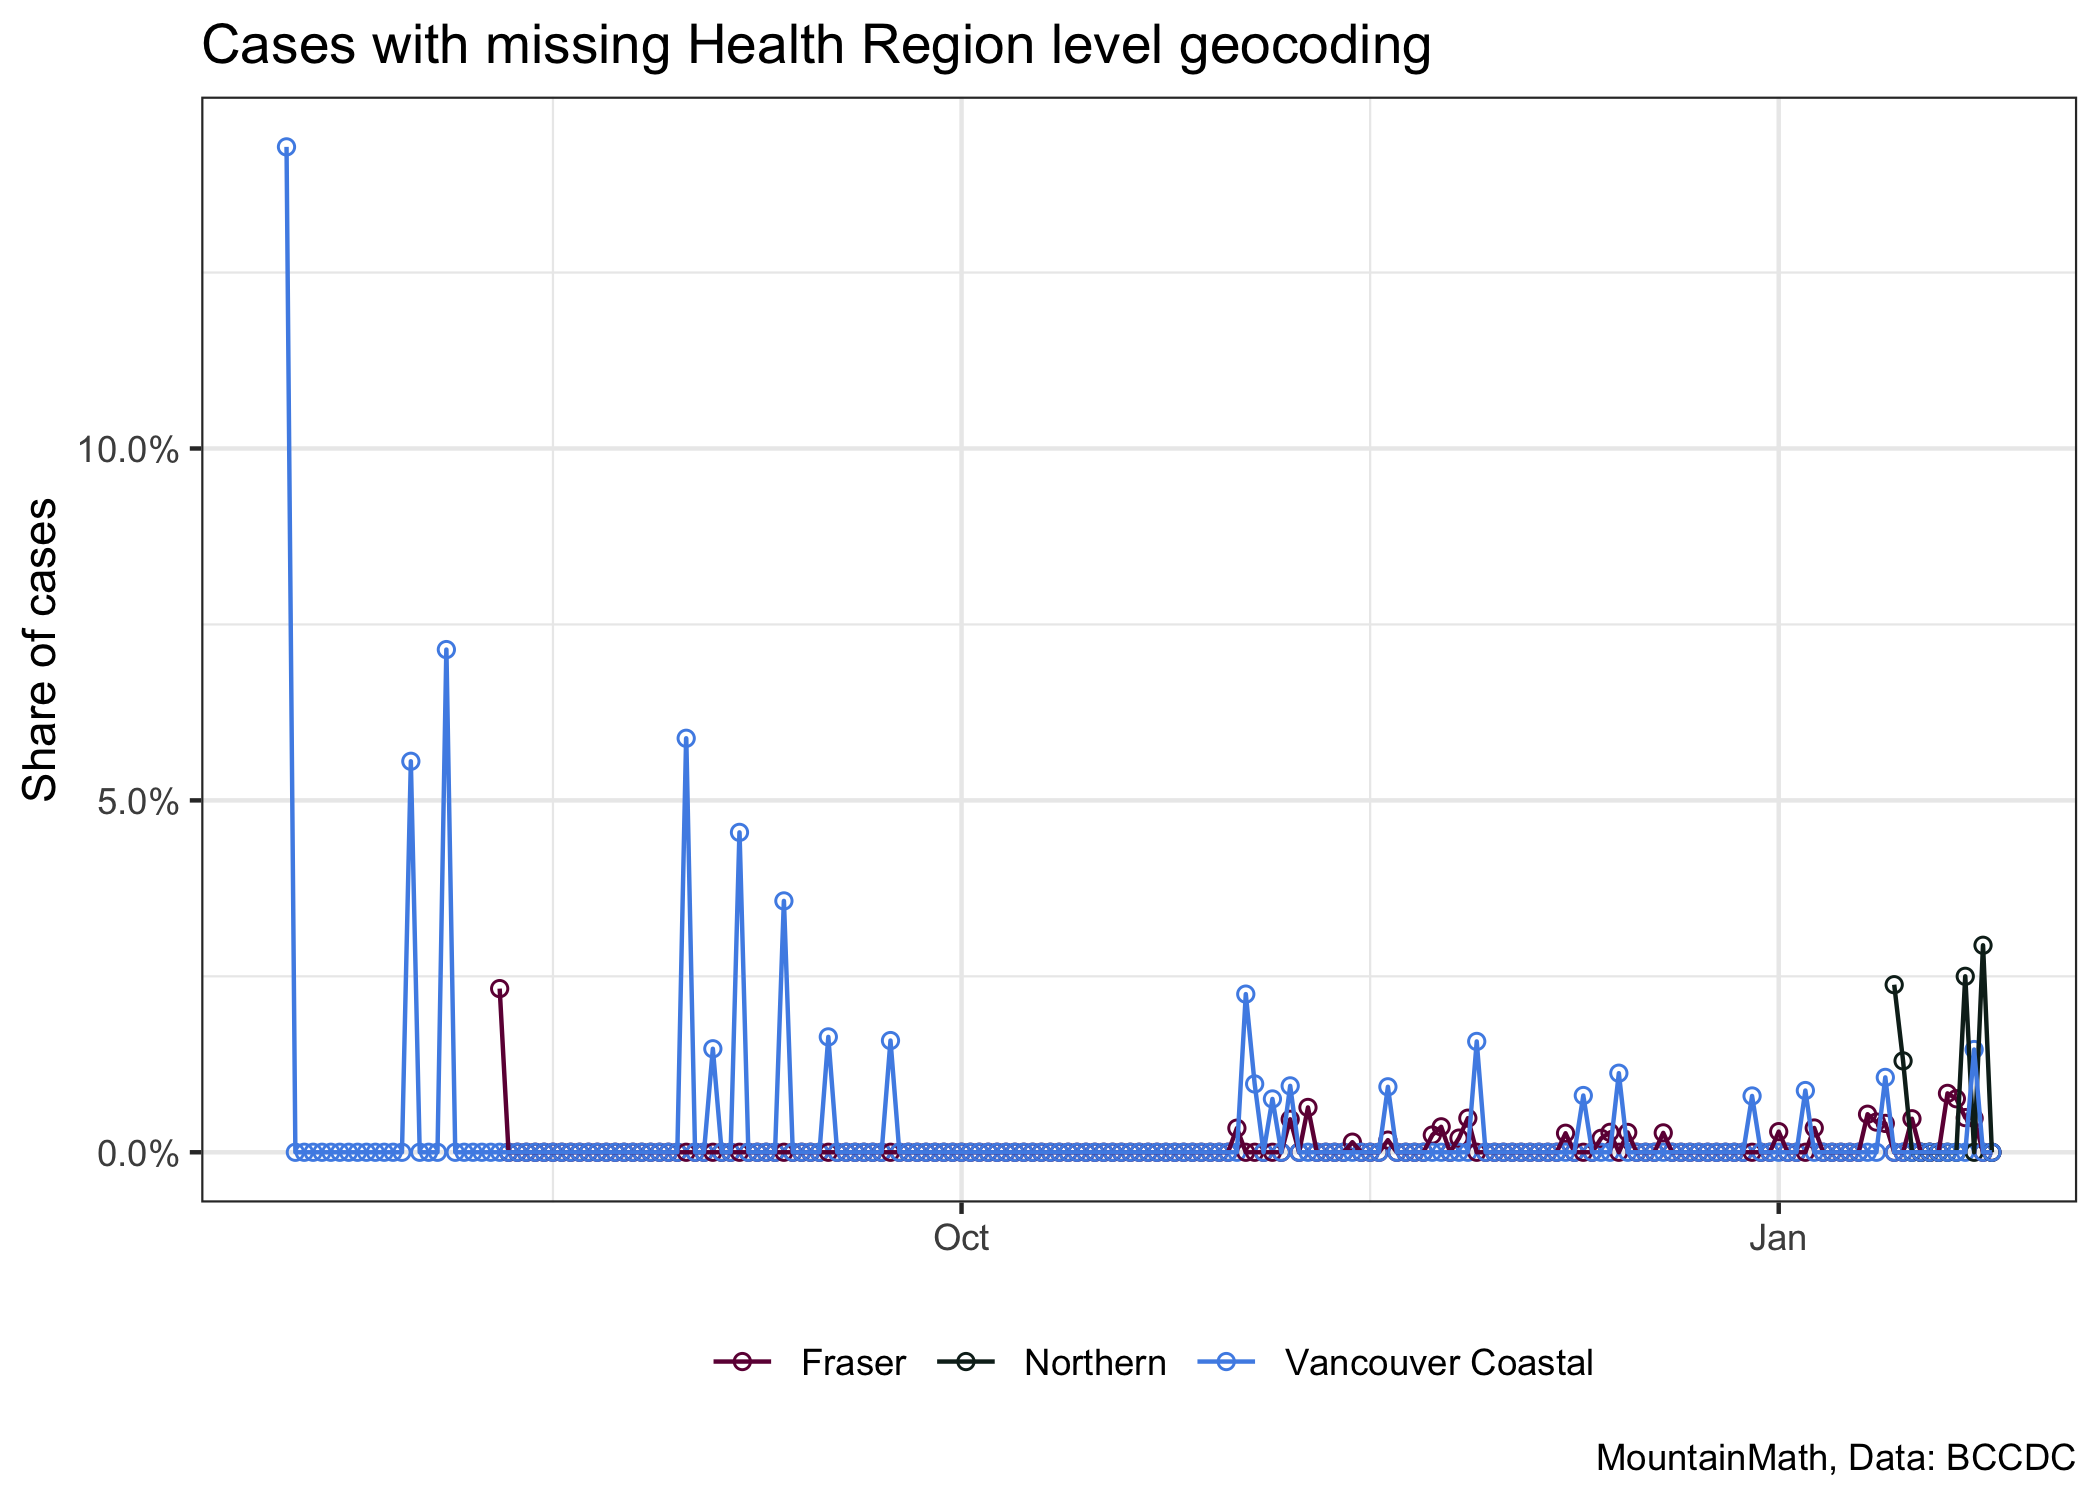 Cases with missing Health Region level geocoding
Share of cases
10.0%
5.0%
0.0%
Oct
Jan
Fraser
Northern
Vancouver Coastal
MountainMath, Data: BCCDC